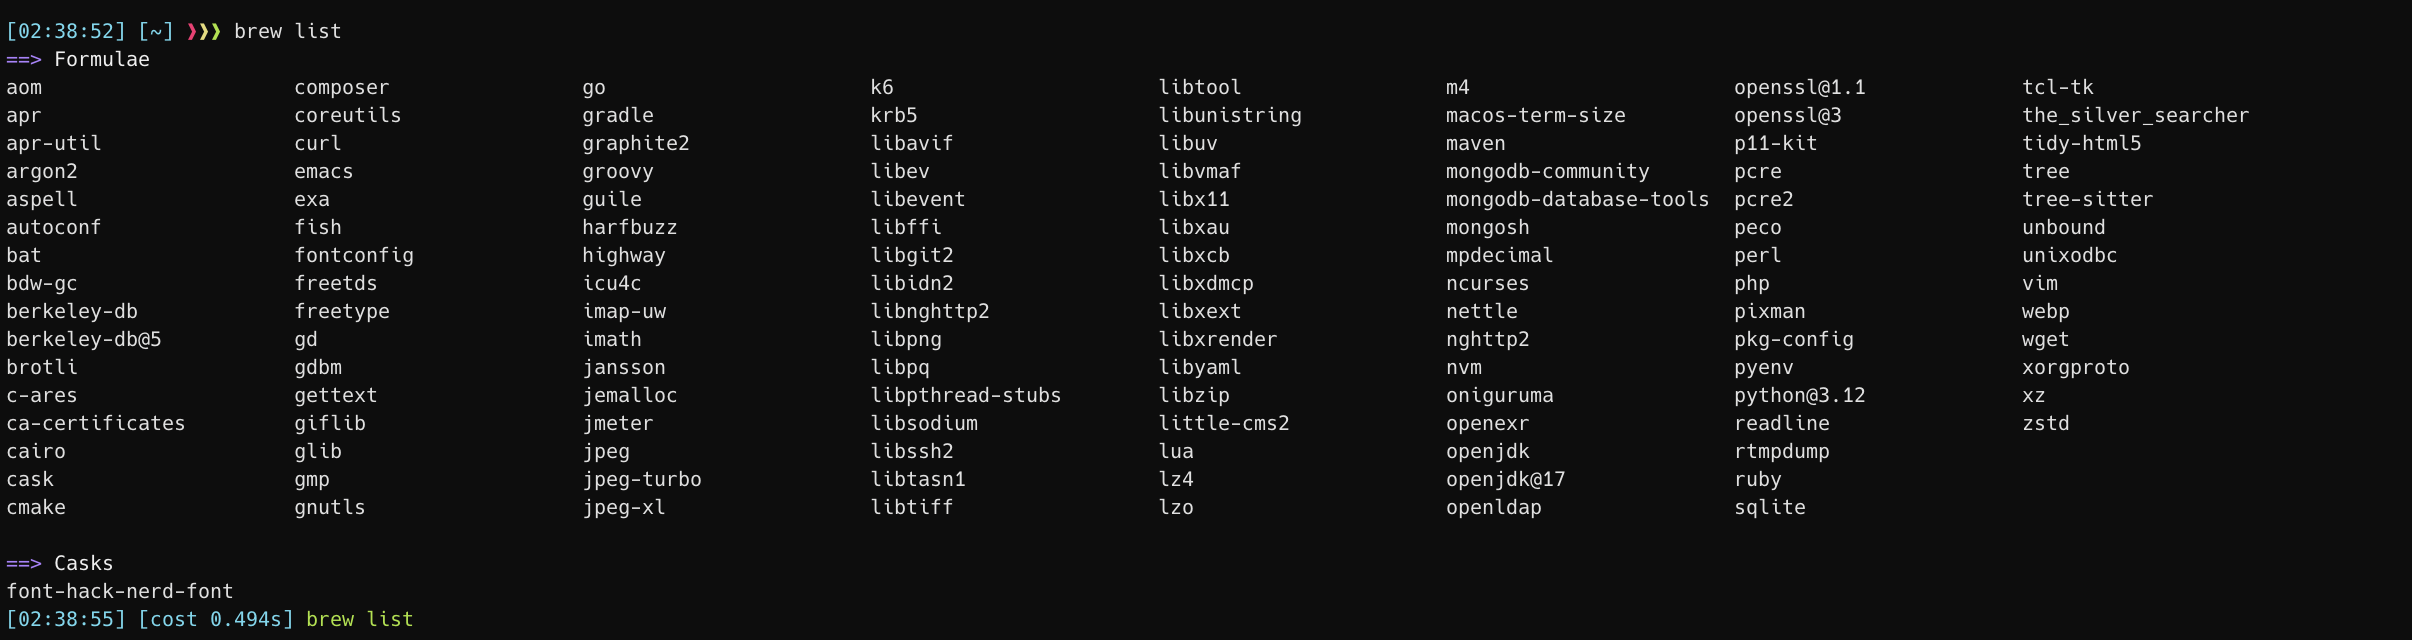 [02:38:52] [~] ❯❯❯ brew list
==> Formulae
aom composer go k6 libtool m4 openssl@1.1 tcl-tk
apr coreutils gradle krb5 libunistring macos-term-size openssl@3 the_silver_searcher
apr-util curl graphite2 libavif libuv maven p11-kit tidy-html5
argon2 emacs groovy libev libvmaf mongodb-community pcre tree
aspell exa guile libevent libx11 mongodb-database-tools pcre2 tree-sitter
autoconf fish harfbuzz libffi libxau mongosh peco unbound
bat fontconfig highway libgit2 libxcb mpdecimal perl unixodbc
bdw-gc freetds icu4c libidn2 libxdmcp ncurses php vim
berkeley-db freetype imap-uw libnghttp2 libxext nettle pixman webp
berkeley-db@5 gd imath libpng libxrender nghttp2 pkg-config wget
brotli gdbm jansson libpq libyaml nvm pyenv xorgproto
c-ares gettext jemalloc libpthread-stubs libzip oniguruma python@3.12 xz
ca-certificates giflib jmeter libsodium little-cms2 openexr readline zstd
cairo glib jpeg libssh2 lua openjdk rtmpdump
cask gmp jpeg-turbo libtasn1 lz4 openjdk@17 ruby
cmake gnutls jpeg-xl libtiff lzo openldap sqlite
==> Casks
font-hack-nerd-font
[02:38:55] [cost 0.494s] brew list